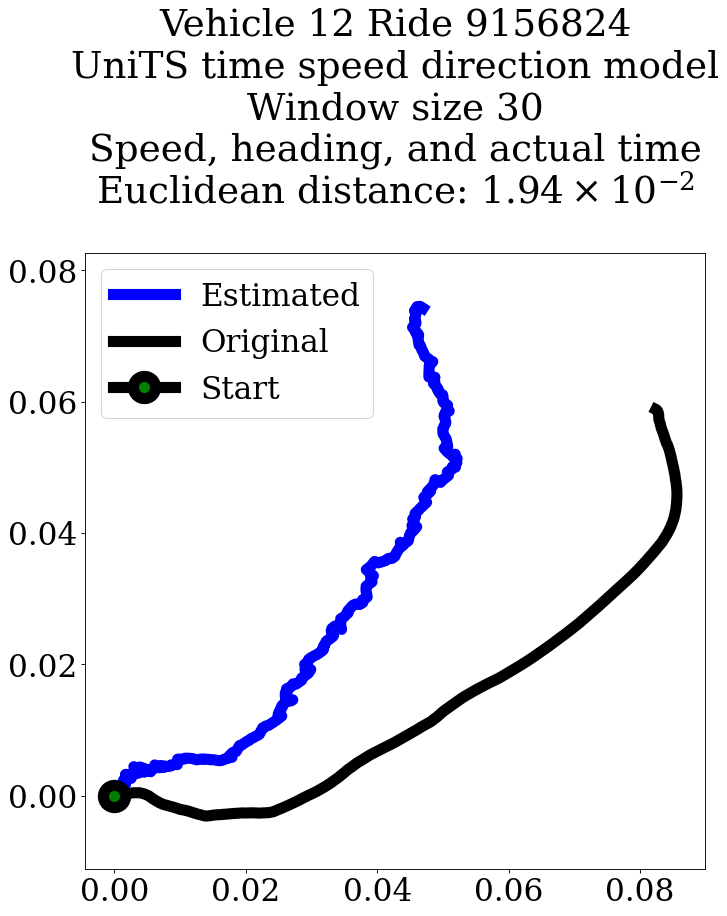 Vehicle 12 Ride 9156824
UniTS time speed direction model
Window size 30
Speed, heading, and actual time
Euclidean distance: 1.94 × 10⁻²
Estimated
Original
Start
0.08
0.06
0.04
0.02
0.00
0.00 0.02 0.04 0.06 0.08